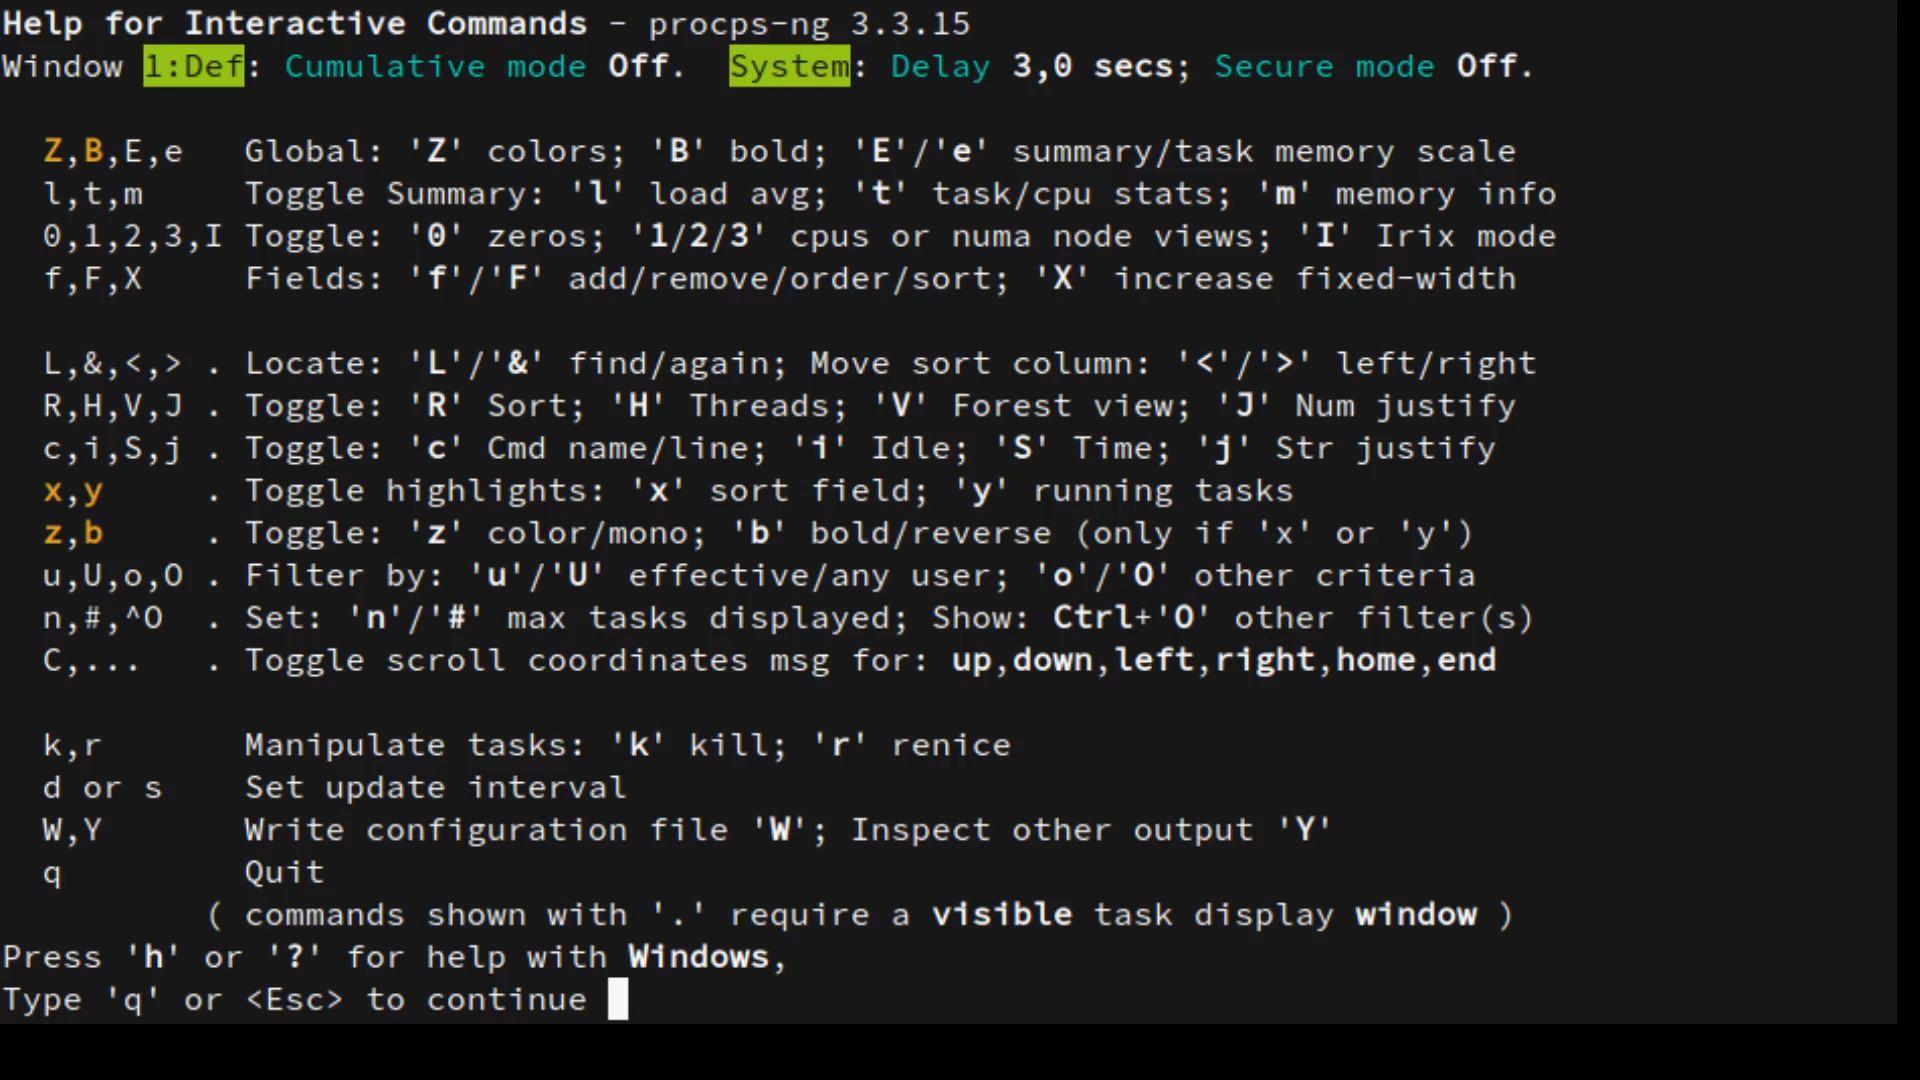 Help for Interactive Commands - procps-ng 3.3.15
Window 1:Def: Cumulative mode Off.  System: Delay 3,0 secs; Secure mode Off.

  Z,B,E,e   Global: 'Z' colors; 'B' bold; 'E'/'e' summary/task memory scale
  l,t,m     Toggle Summary: 'l' load avg; 't' task/cpu stats; 'm' memory info
  0,1,2,3,I Toggle: '0' zeros; '1/2/3' cpus or numa node views; 'I' Irix mode
  f,F,X     Fields: 'f'/'F' add/remove/order/sort; 'X' increase fixed-width

  L,&,<,> . Locate: 'L'/'&' find/again; Move sort column: '<'/'>' left/right
  R,H,V,J . Toggle: 'R' Sort; 'H' Threads; 'V' Forest view; 'J' Num justify
  c,i,S,j . Toggle: 'c' Cmd name/line; 'i' Idle; 'S' Time; 'j' Str justify
  x,y     . Toggle highlights: 'x' sort field; 'y' running tasks
  z,b     . Toggle: 'z' color/mono; 'b' bold/reverse (only if 'x' or 'y')
  u,U,o,O . Filter by: 'u'/'U' effective/any user; 'o'/'O' other criteria
  n,#,^O  . Set: 'n'/'#' max tasks displayed; Show: Ctrl+'O' other filter(s)
  C,...   . Toggle scroll coordinates msg for: up,down,left,right,home,end

  k,r       Manipulate tasks: 'k' kill; 'r' renice
  d or s    Set update interval
  W,Y       Write configuration file 'W'; Inspect other output 'Y'
  q         Quit
          ( commands shown with '.' require a visible task display window )
Press 'h' or '?' for help with Windows,
Type 'q' or <Esc> to continue